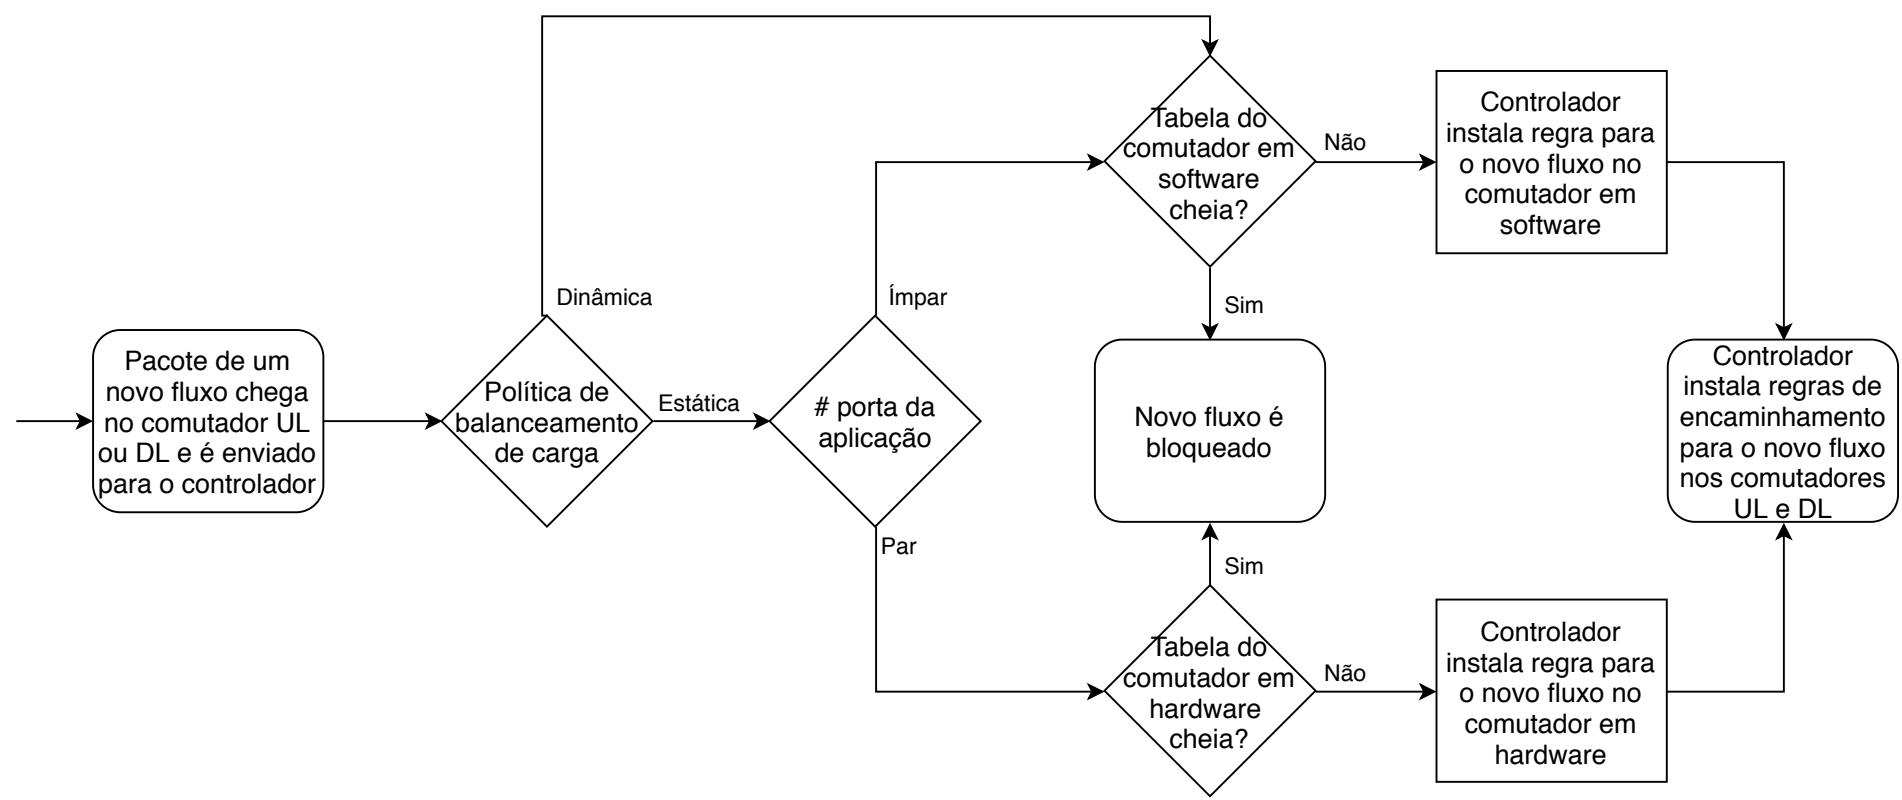 Pacote de um
novo fluxo chega
no comutador UL
ou DL e é enviado
para o controlador
Dinâmica
Política de
balanceamento
de carga
Estática
Ímpar
# porta da
aplicação
Par
Tabela do
comutador em
software
cheia?
Não
Sim
Controlador
instala regra para
o novo fluxo no
comutador em
software
Novo fluxo é
bloqueado
Sim
Tabela do
comutador em
hardware
cheia?
Não
Controlador
instala regra para
o novo fluxo no
comutador em
hardware
Controlador
instala regras de
encaminhamento
para o novo fluxo
nos comutadores
UL e DL